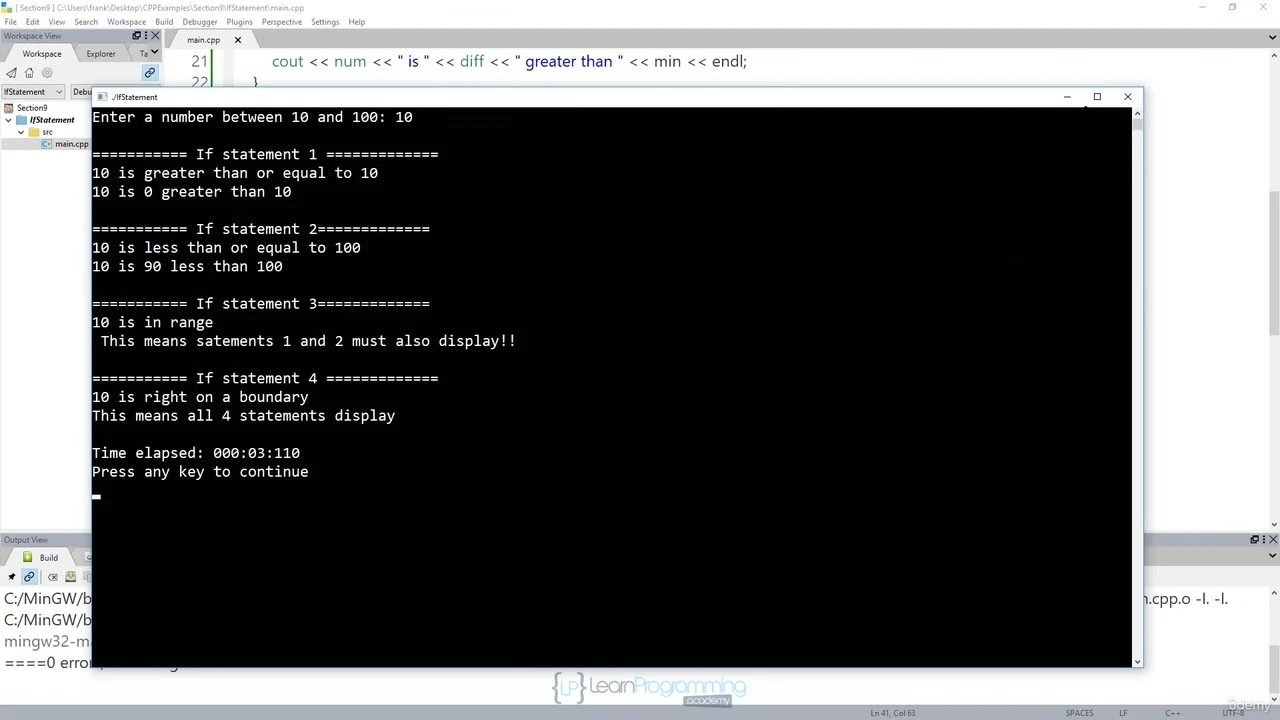 [ Section9 ] C:\Users\frank\Desktop\CPPExamples\Section9\IfStatement\main.cpp
File Edit View Search Workspace Build Debugger Plugins Perspective Settings Help
Workspace View
main.cpp
Workspace Explorer Ta
21 cout << num << " is " << diff << " greater than " << min << endl;
22 }
IfStatement Debu
Section9
IfStatement
src
main.cpp
./IfStatement
Enter a number between 10 and 100: 10
=========== If statement 1 =============
10 is greater than or equal to 10
10 is 0 greater than 10
=========== If statement 2=============
10 is less than or equal to 100
10 is 90 less than 100
=========== If statement 3=============
10 is in range
This means satements 1 and 2 must also display!!
=========== If statement 4 =============
10 is right on a boundary
This means all 4 statements display
Time elapsed: 000:03:110
Press any key to continue
Output View
Build
C:/MinGW/b
.cpp.o -l. -l.
C:/MinGW/b
mingw32-m
====0 error
{LP} LearnProgramming
academy
udemy
Ln 41, Col 63 SPACES LF C++ UTF-8